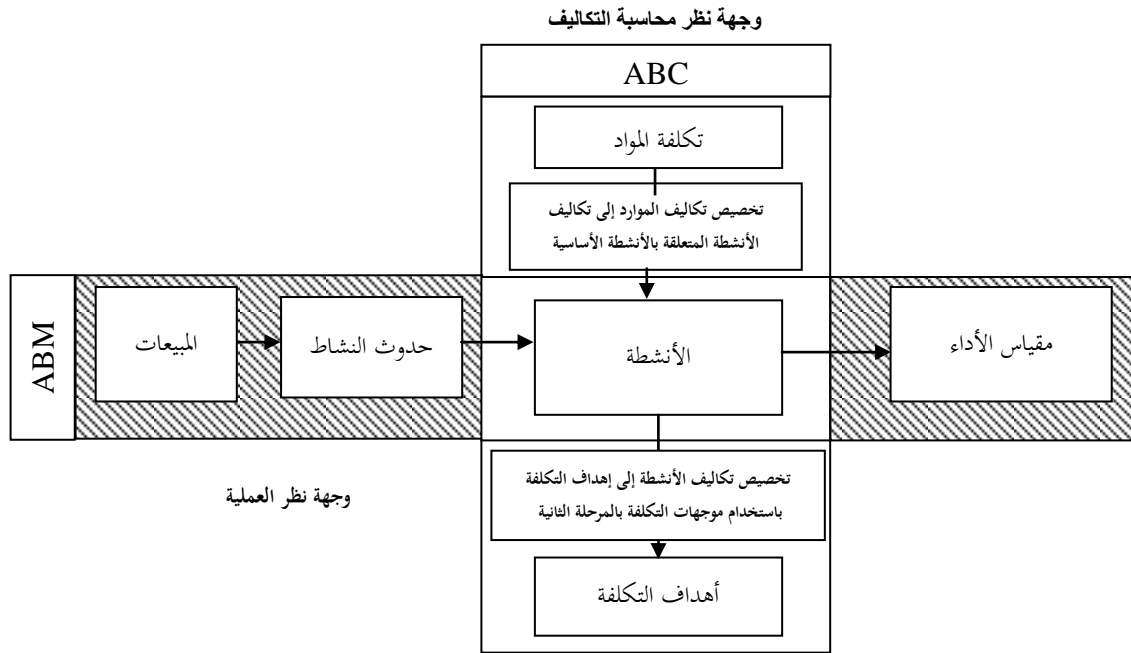 وجهة نظر محاسبة التكاليف
ABC
تكلفة المواد
تخصيص تكاليف الموارد إلى تكاليف
الأنشطة المتعلقة بالأنشطة الأساسية
ABM
المبيعات
حدوث النشاط
الأنشطة
مقياس الأداء
تخصيص تكاليف الأنشطة إلى إهداف التكلفة
باستخدام موجهات التكلفة بالمرحلة الثانية
وجهة نظر العملية
أهداف التكلفة